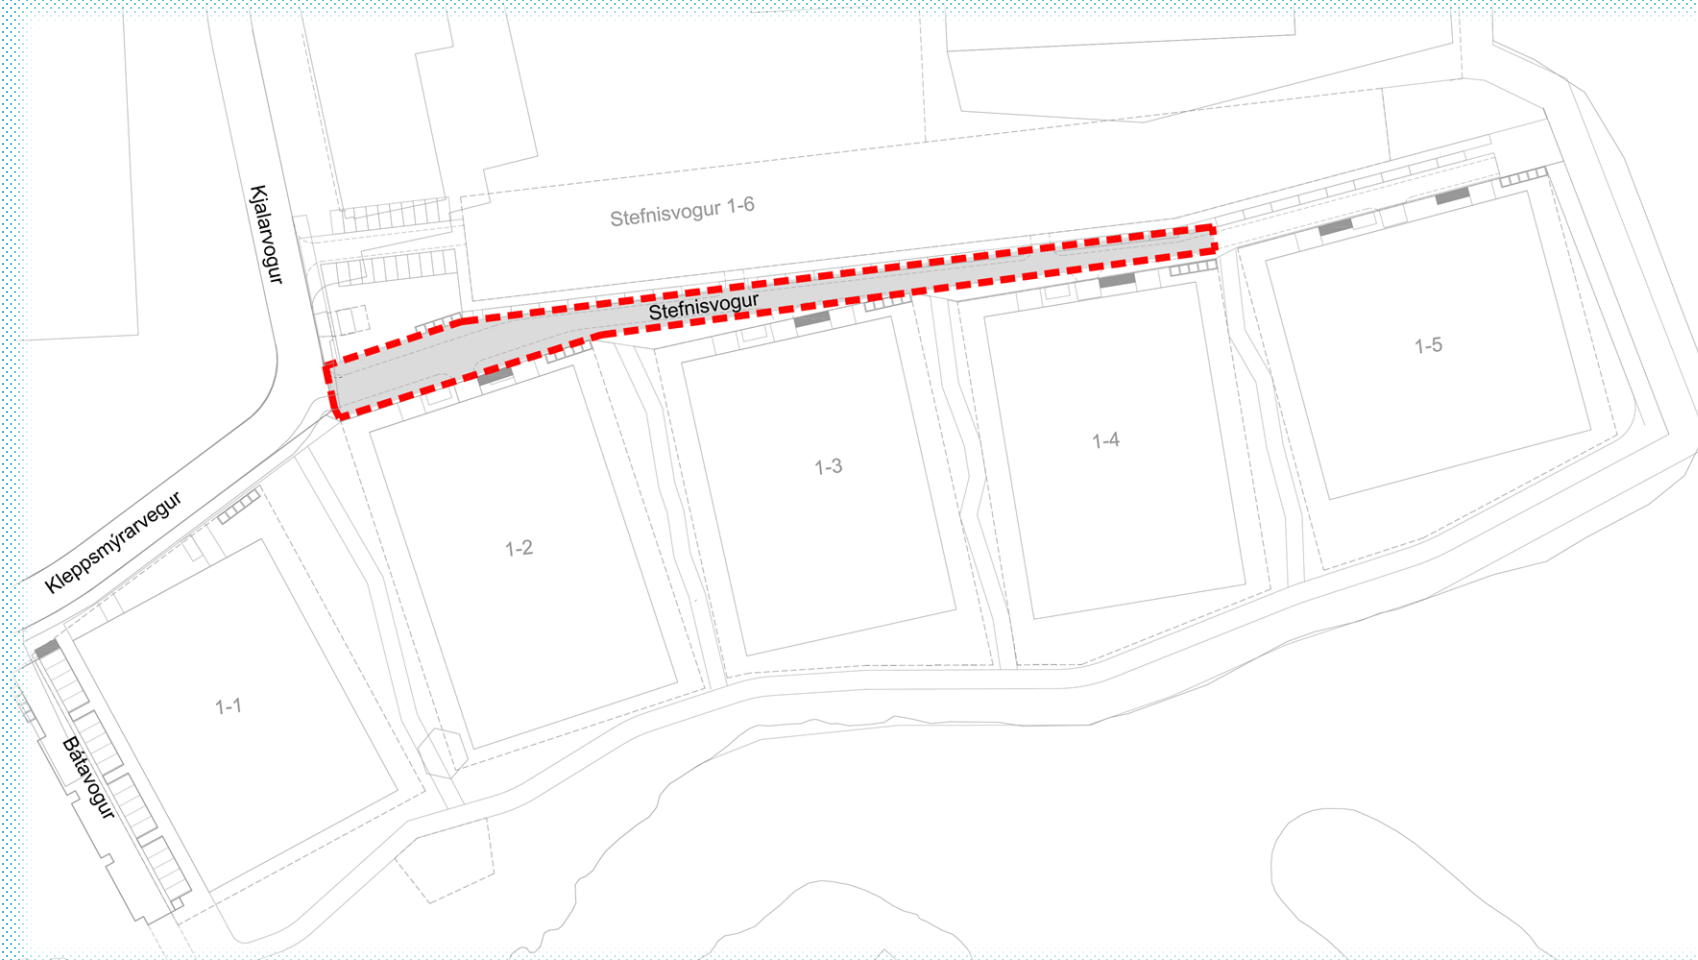 Kjalarvogur
Stefnisvogur 1-6
Stefnisvogur
1-5
1-4
1-3
1-2
Kleppsmýrarvegur
1-1
Bátavogur